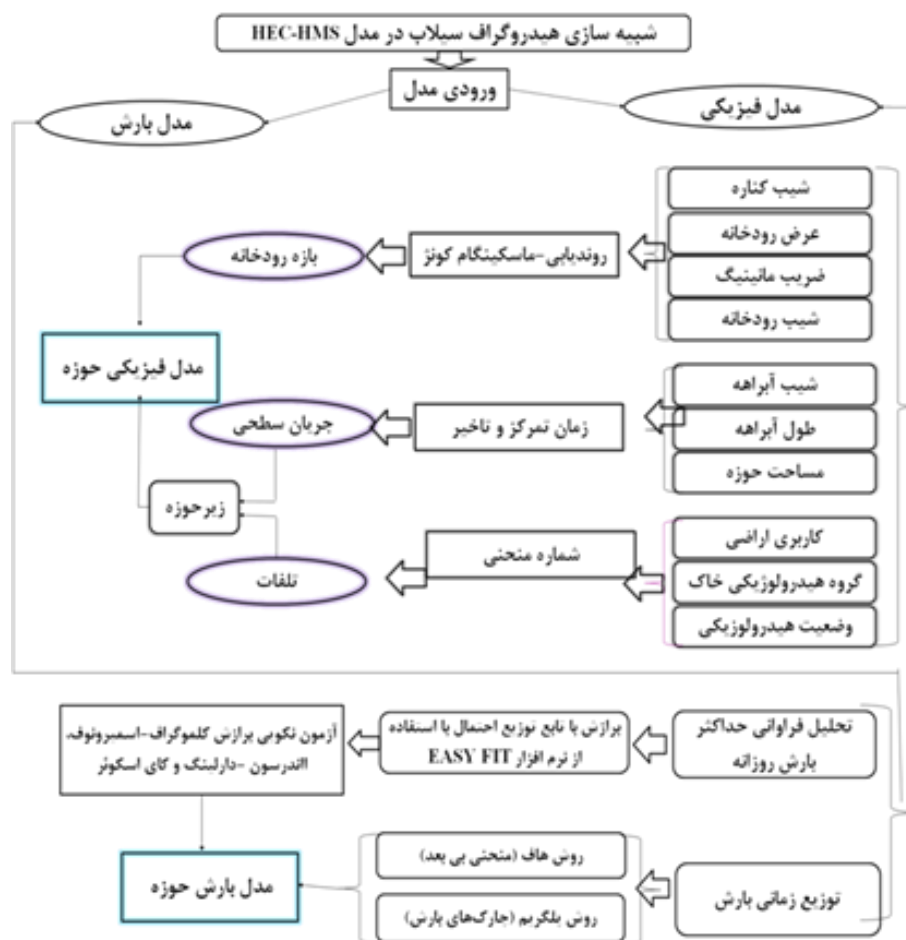 شبیه سازی هیدروگراف سیلاب در مدل HEC-HMS
ورودی مدل
مدل فیزیکی
مدل بارش
شیب کناره
عرض رودخانه
ضریب مانینگ
شیب رودخانه
روندیابی-ماسکینگام کونژ
بازه رودخانه
مدل فیزیکی حوزه
شیب آبراهه
طول آبراهه
مساحت حوزه
زمان تمرکز و تاخیر
جریان سطحی
زیرحوزه
کاربری اراضی
گروه هیدرولوژیکی خاک
وضعیت هیدرولوژیکی
شماره منحنی
تلفات
تحلیل فراوانی حداکثر
بارش روزانه
برازش با تابع توزیع احتمال با استفاده
از نرم افزار EASY FIT
آزمون نکویی برازش کلموگراف-اسمیرونوف،
اندرسون -دارلینگ و کای اسکوئر
توزیع زمانی بارش
روش هاف (منحنی بی بعد)
روش پلگریم (چارک‌های بارش)
مدل بارش حوزه